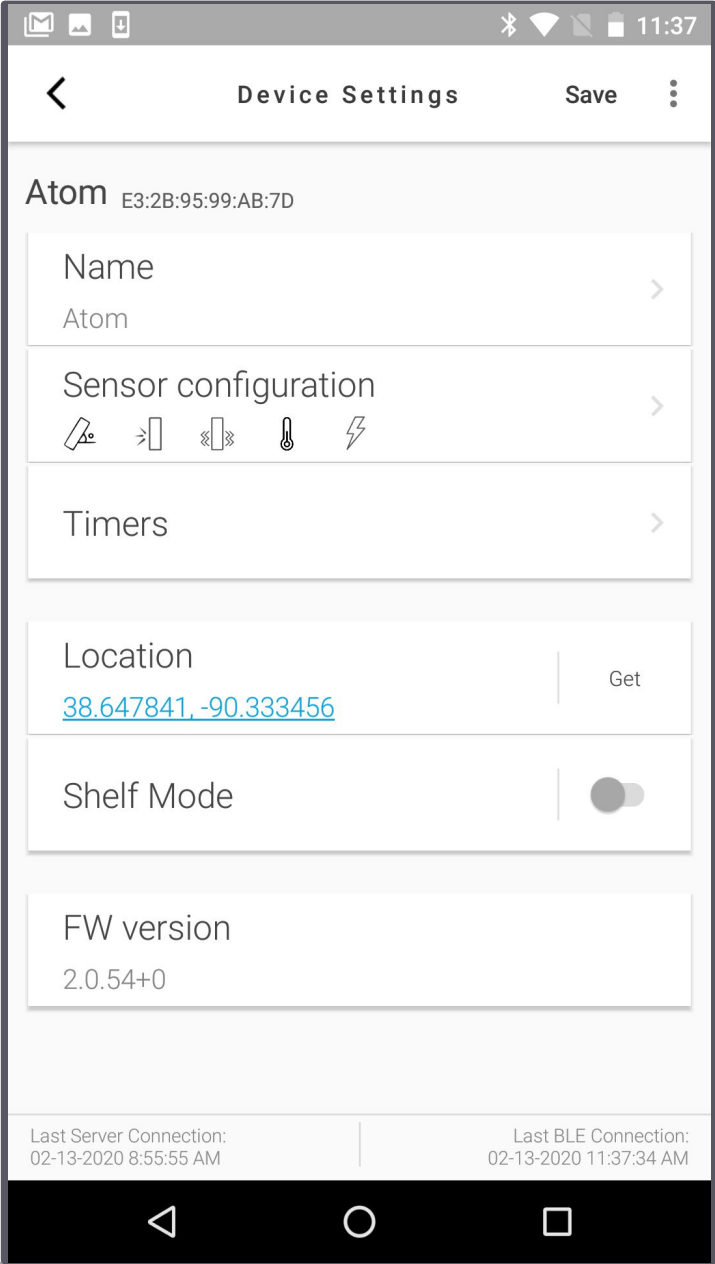 11:37
Device Settings Save
Atom E3:2B:95:99:AB:7D
Name
Atom
Sensor configuration
Timers
Location
38.647841, -90.333456
Get
Shelf Mode
FW version
2.0.54+0
Last Server Connection:
02-13-2020 8:55:55 AM
Last BLE Connection:
02-13-2020 11:37:34 AM